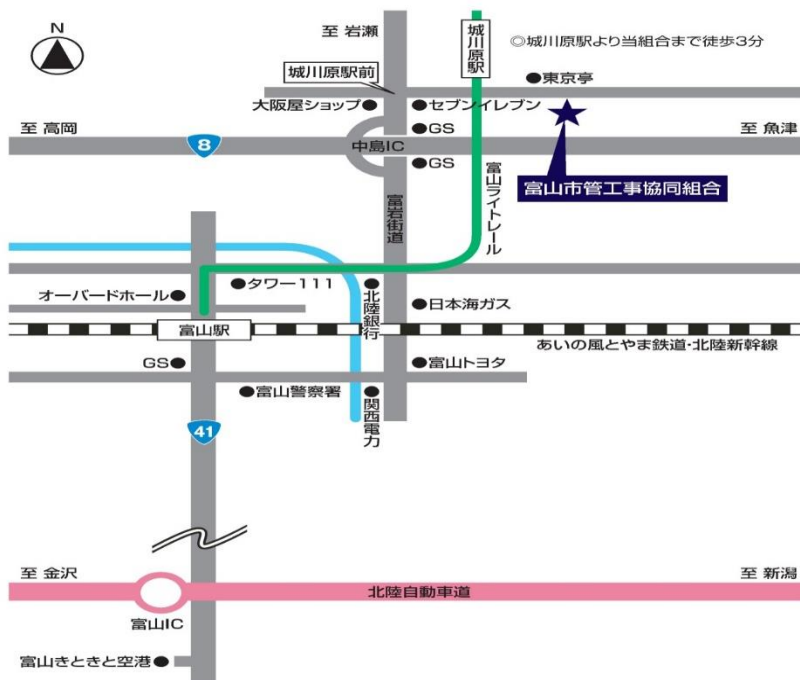 N
至 岩瀬
城川原駅
◎城川原駅より当組合まで徒歩3分
城川原駅前
●東京亭
大阪屋ショップ●
●セブンイレブン
至 高岡
8
中島IC
●GS
●GS
至 魚津
富山市管工事協同組合
富岩街道
富山ライトレール
オーバードホール●
●タワー111
●北陸銀行
●日本海ガス
富山駅
あいの風とやま鉄道・北陸新幹線
GS●
●富山警察署
●関西電力
●富山トヨタ
41
至 金沢
北陸自動車道
至 新潟
富山IC
富山きときと空港●